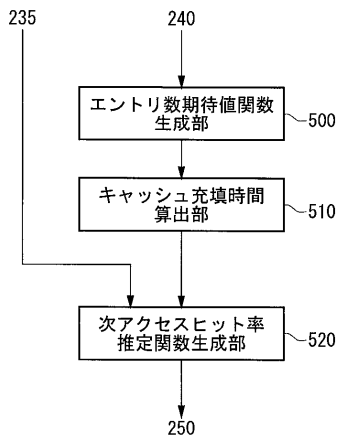 235
240
エントリ数期待値関数
生成部
500
キャッシュ充填時間
算出部
510
次アクセスヒット率
推定関数生成部
520
250